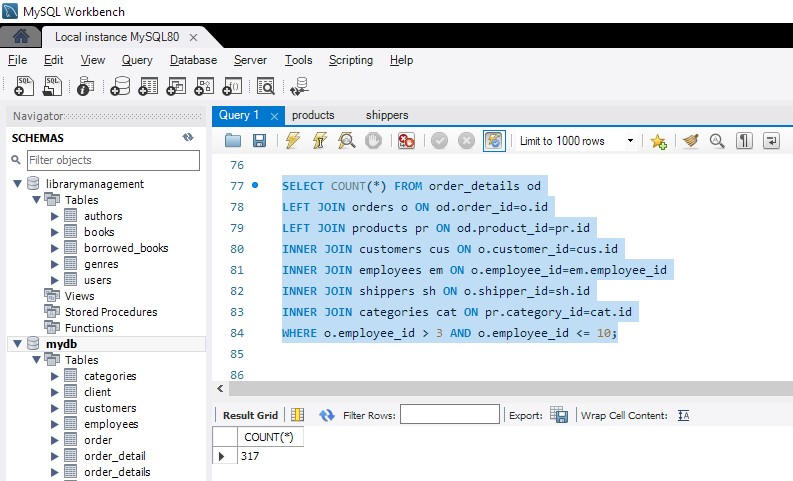 MySQL Workbench
Local instance MySQL80 ×
File Edit View Query Database Server Tools Scripting Help
Navigator
SCHEMAS
Filter objects
librarymanagement
Tables
authors
books
borrowed_books
genres
users
Views
Stored Procedures
Functions
mydb
Tables
categories
client
customers
employees
order
order_detail
order_details
Query 1 × products shippers
Limit to 1000 rows
76
77 SELECT COUNT(*) FROM order_details od
78 LEFT JOIN orders o ON od.order_id=o.id
79 LEFT JOIN products pr ON od.product_id=pr.id
80 INNER JOIN customers cus ON o.customer_id=cus.id
81 INNER JOIN employees em ON o.employee_id=em.employee_id
82 INNER JOIN shippers sh ON o.shipper_id=sh.id
83 INNER JOIN categories cat ON pr.category_id=cat.id
84 WHERE o.employee_id > 3 AND o.employee_id <= 10;
85
86
Result Grid Filter Rows: Export: Wrap Cell Content:
COUNT(*)
317